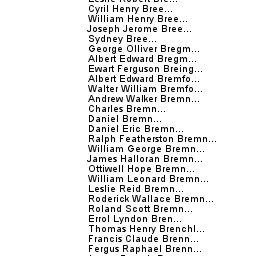 Leslie Robert Bre...
Cyril Henry Bree...
William Henry Bree...
Joseph Jerome Bree...
Sydney Bree...
George Olliver Bregm...
Albert Edward Bregm...
Ewart Ferguson Breing...
Albert Edward Bremfo...
Walter William Bremfo...
Andrew Walker Bremn...
Charles Bremn...
Daniel Bremn...
Daniel Eric Bremn...
Ralph Featherston Bremn...
William George Bremn...
James Halloran Bremn...
Ottiwell Hope Bremn...
William Leonard Bremn...
Leslie Reid Bremn...
Roderick Wallace Bremn...
Roland Scott Bremn...
Errol Lyndon Bren...
Thomas Henry Brenchl...
Francis Claude Brenn...
Fergus Raphael Brenn...